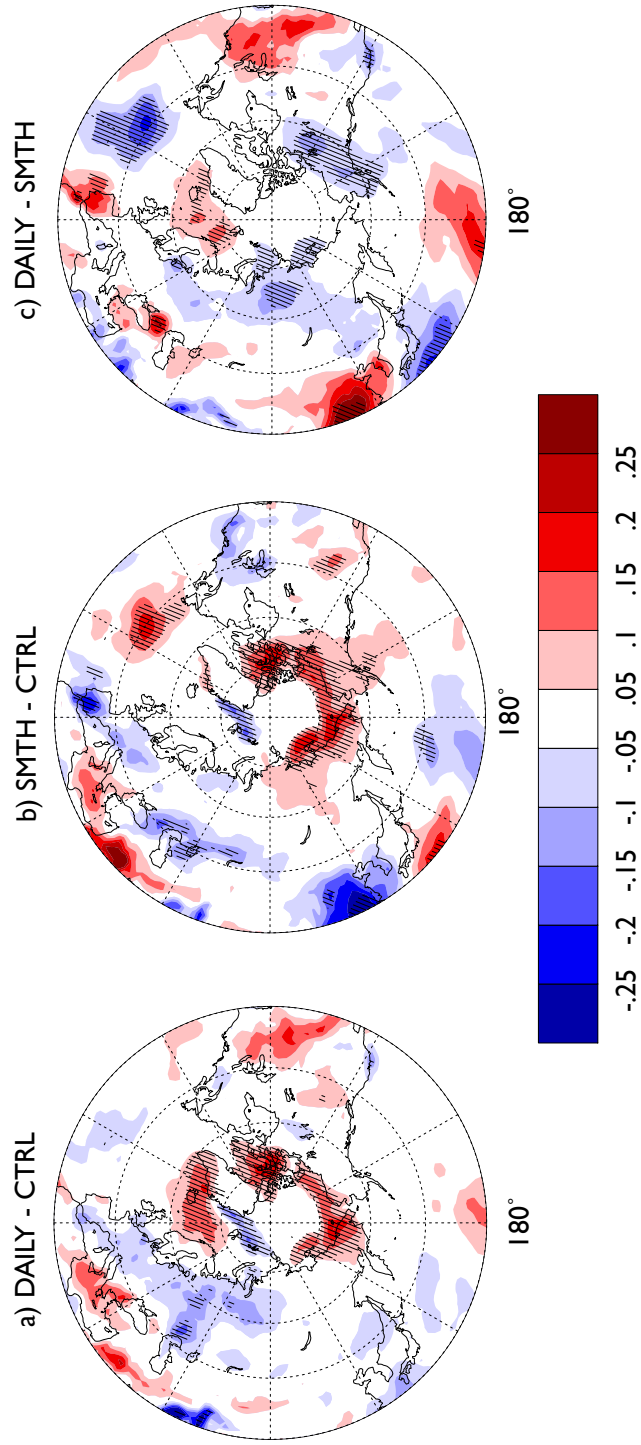 a) DAILY - CTRL
b) SMTH - CTRL
c) DAILY - SMTH
180°
180°
180°
-.25 -.2 -.15 -.1 -.05 .05 .1 .15 .2 .25